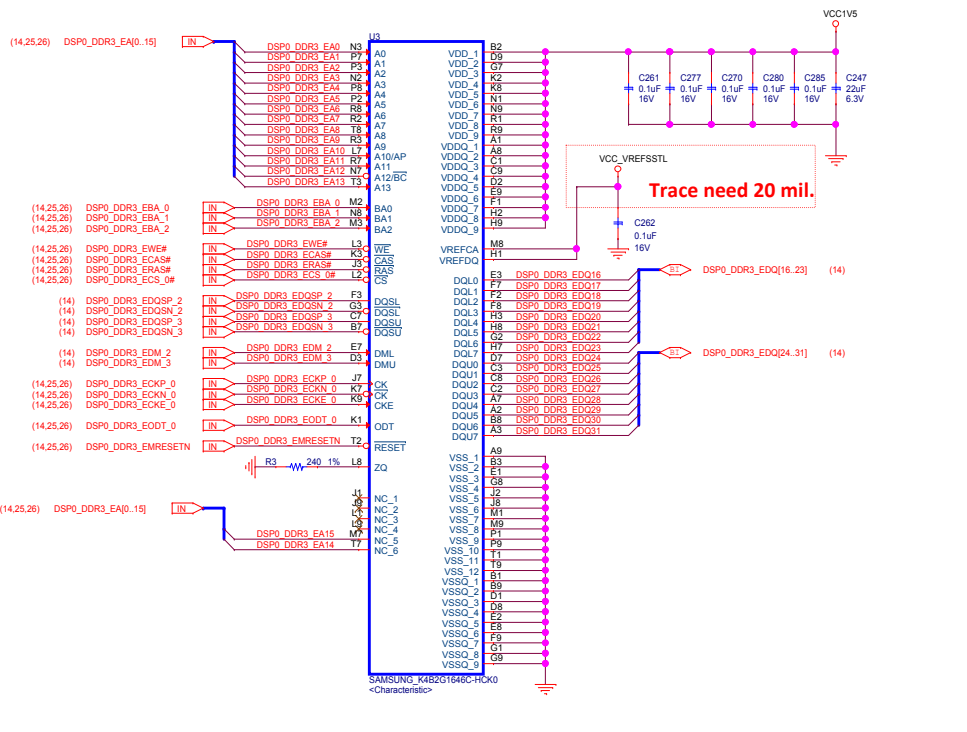 VCC1V5
U3
(14,25,26) DSP0_DDR3_EA[0..15] IN
DSP0_DDR3_EA0 N3 A0
DSP0_DDR3_EA1 P7 A1
DSP0_DDR3_EA2 P3 A2
DSP0_DDR3_EA3 N2 A3
DSP0_DDR3_EA4 P8 A4
DSP0_DDR3_EA5 P2 A5
DSP0_DDR3_EA6 R8 A6
DSP0_DDR3_EA7 R2 A7
DSP0_DDR3_EA8 T8 A8
DSP0_DDR3_EA9 R3 A9
DSP0_DDR3_EA10 L7 A10/AP
DSP0_DDR3_EA11 R7 A11
DSP0_DDR3_EA12 N7 A12/BC
DSP0_DDR3_EA13 T3 A13
(14,25,26) DSP0_DDR3_EBA_0 IN DSP0_DDR3_EBA_0 M2 BA0
(14,25,26) DSP0_DDR3_EBA_1 IN DSP0_DDR3_EBA_1 N8 BA1
(14,25,26) DSP0_DDR3_EBA_2 IN DSP0_DDR3_EBA_2 M3 BA2
(14,25,26) DSP0_DDR3_EWE# IN DSP0_DDR3_EWE# L3 WE
(14,25,26) DSP0_DDR3_ECAS# IN DSP0_DDR3_ECAS# K3 CAS
(14,25,26) DSP0_DDR3_ERAS# IN DSP0_DDR3_ERAS# J3 RAS
(14,25,26) DSP0_DDR3_ECS_0# IN DSP0_DDR3_ECS_0# L2 CS
(14) DSP0_DDR3_EDQSP_2 IN DSP0_DDR3_EDQSP_2 F3 DQSL
(14) DSP0_DDR3_EDQSN_2 IN DSP0_DDR3_EDQSN_2 G3 DQSL
(14) DSP0_DDR3_EDQSP_3 IN DSP0_DDR3_EDQSP_3 C7 DQSU
(14) DSP0_DDR3_EDQSN_3 IN DSP0_DDR3_EDQSN_3 B7 DQSU
(14) DSP0_DDR3_EDM_2 IN DSP0_DDR3_EDM_2 E7 DML
(14) DSP0_DDR3_EDM_3 IN DSP0_DDR3_EDM_3 D3 DMU
(14,25,26) DSP0_DDR3_ECKP_0 IN DSP0_DDR3_ECKP_0 J7 CK
(14,25,26) DSP0_DDR3_ECKN_0 IN DSP0_DDR3_ECKN_0 K7 CK
(14,25,26) DSP0_DDR3_ECKE_0 IN DSP0_DDR3_ECKE_0 K9 CKE
(14,25,26) DSP0_DDR3_EODT_0 IN DSP0_DDR3_EODT_0 K1 ODT
(14,25,26) DSP0_DDR3_EMRESETN IN DSP0_DDR3_EMRESETN T2 RESET
R3 240 1% L8 ZQ
J1 NC_1
J9 NC_2
L1 NC_3
L9 NC_4
(14,25,26) DSP0_DDR3_EA[0..15] IN
DSP0_DDR3_EA15 M7 NC_5
DSP0_DDR3_EA14 T7 NC_6
VDD_1 B2
VDD_2 D9
VDD_3 G7
VDD_4 K2
VDD_5 K8
VDD_6 N1
VDD_7 N9
VDD_8 R1
VDD_9 R9
VDDQ_1 A1
VDDQ_2 A8
VDDQ_3 C1
VDDQ_4 C9
VDDQ_5 D2
VDDQ_6 E9
VDDQ_7 F1
VDDQ_8 H2
VDDQ_9 H9
VREFCA M8
VREFDQ H1
C261 C277 C270 C280 C285 C247
0.1uF 0.1uF 0.1uF 0.1uF 0.1uF 22uF
16V 16V 16V 16V 16V 6.3V
VCC_VREFSSTL
Trace need 20 mil.
C262
0.1uF
16V
DQL0 E3 DSP0_DDR3_EDQ16
DQL1 F7 DSP0_DDR3_EDQ17
DQL2 F2 DSP0_DDR3_EDQ18
DQL3 F8 DSP0_DDR3_EDQ19
DQL4 H3 DSP0_DDR3_EDQ20
DQL5 H8 DSP0_DDR3_EDQ21
DQL6 G2 DSP0_DDR3_EDQ22
DQL7 H7 DSP0_DDR3_EDQ23
DQU0 D7 DSP0_DDR3_EDQ24
DQU1 C3 DSP0_DDR3_EDQ25
DQU2 C8 DSP0_DDR3_EDQ26
DQU3 C2 DSP0_DDR3_EDQ27
DQU4 A7 DSP0_DDR3_EDQ28
DQU5 A2 DSP0_DDR3_EDQ29
DQU6 B8 DSP0_DDR3_EDQ30
DQU7 A3 DSP0_DDR3_EDQ31
BI DSP0_DDR3_EDQ[16..23] (14)
BI DSP0_DDR3_EDQ[24..31] (14)
VSS_1 A9
VSS_2 B3
VSS_3 E1
VSS_4 G8
VSS_5 J2
VSS_6 J8
VSS_7 M1
VSS_8 M9
VSS_9 P1
VSS_10 P9
VSS_11 T1
VSS_12 T9
VSSQ_1 B1
VSSQ_2 B9
VSSQ_3 D1
VSSQ_4 D8
VSSQ_5 E2
VSSQ_6 E8
VSSQ_7 F9
VSSQ_8 G1
VSSQ_9 G9
SAMSUNG_K4B2G1646C-HCK0
<Characteristic>